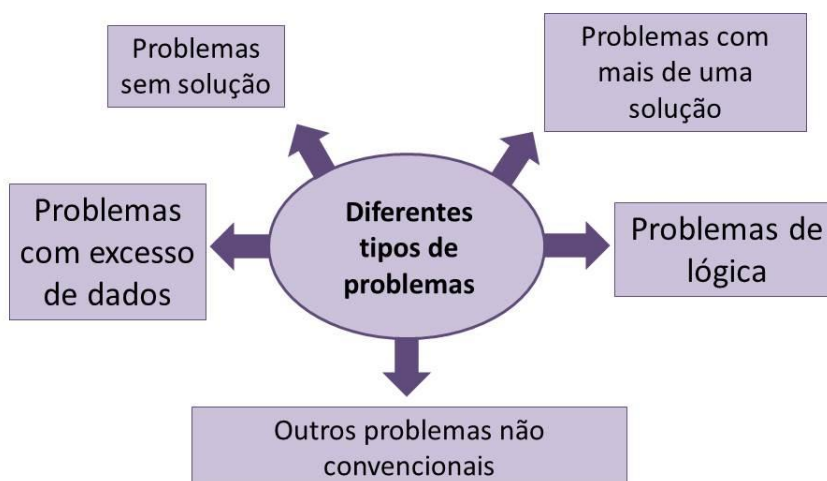 Problemas
sem solução
Problemas com
mais de uma
solução
Problemas
com excesso
de dados
Diferentes
tipos de
problemas
Problemas de
lógica
Outros problemas não
convencionais